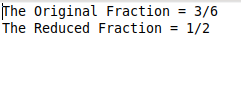 The Original Fraction = 3/6
The Reduced Fraction = 1/2